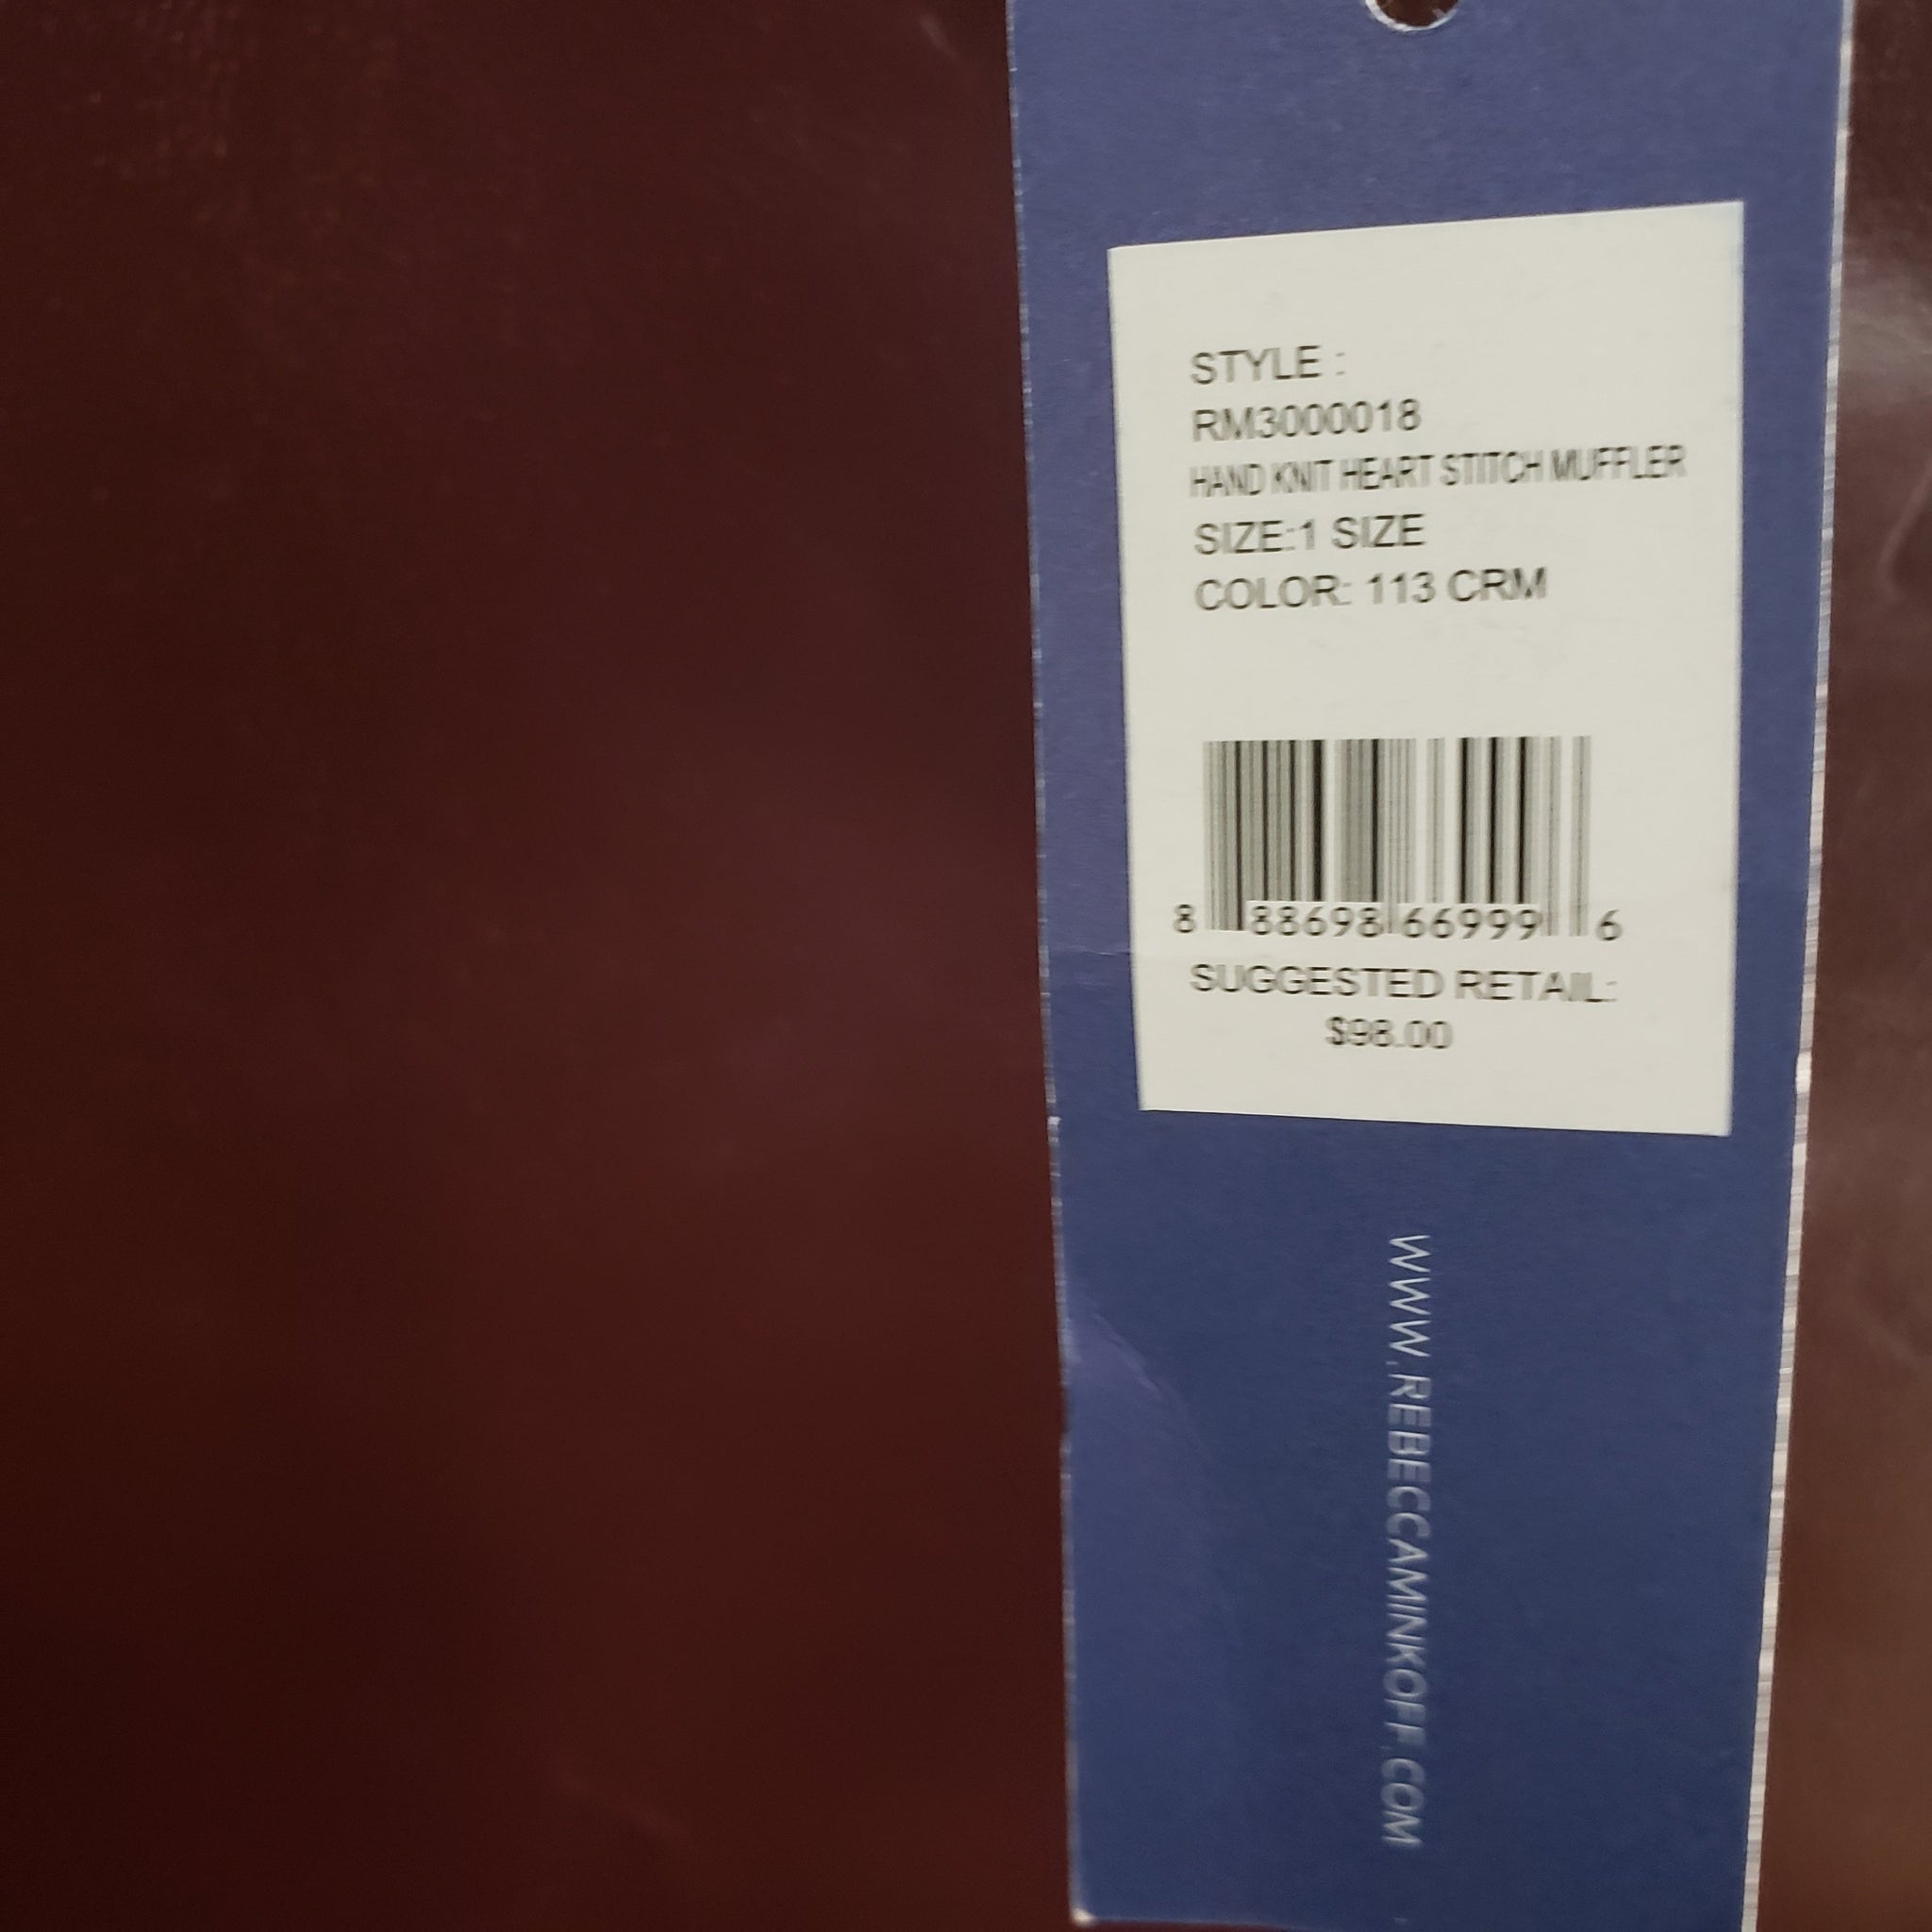 STYLE :
RM3000018
HAND KNIT HEART STITCH MUFFLER
SIZE:1 SIZE
COLOR: 113 CRM
8 88698 66999 6
SUGGESTED RETAIL:
$98.00
WWW.REBECCAMINKOFF.COM